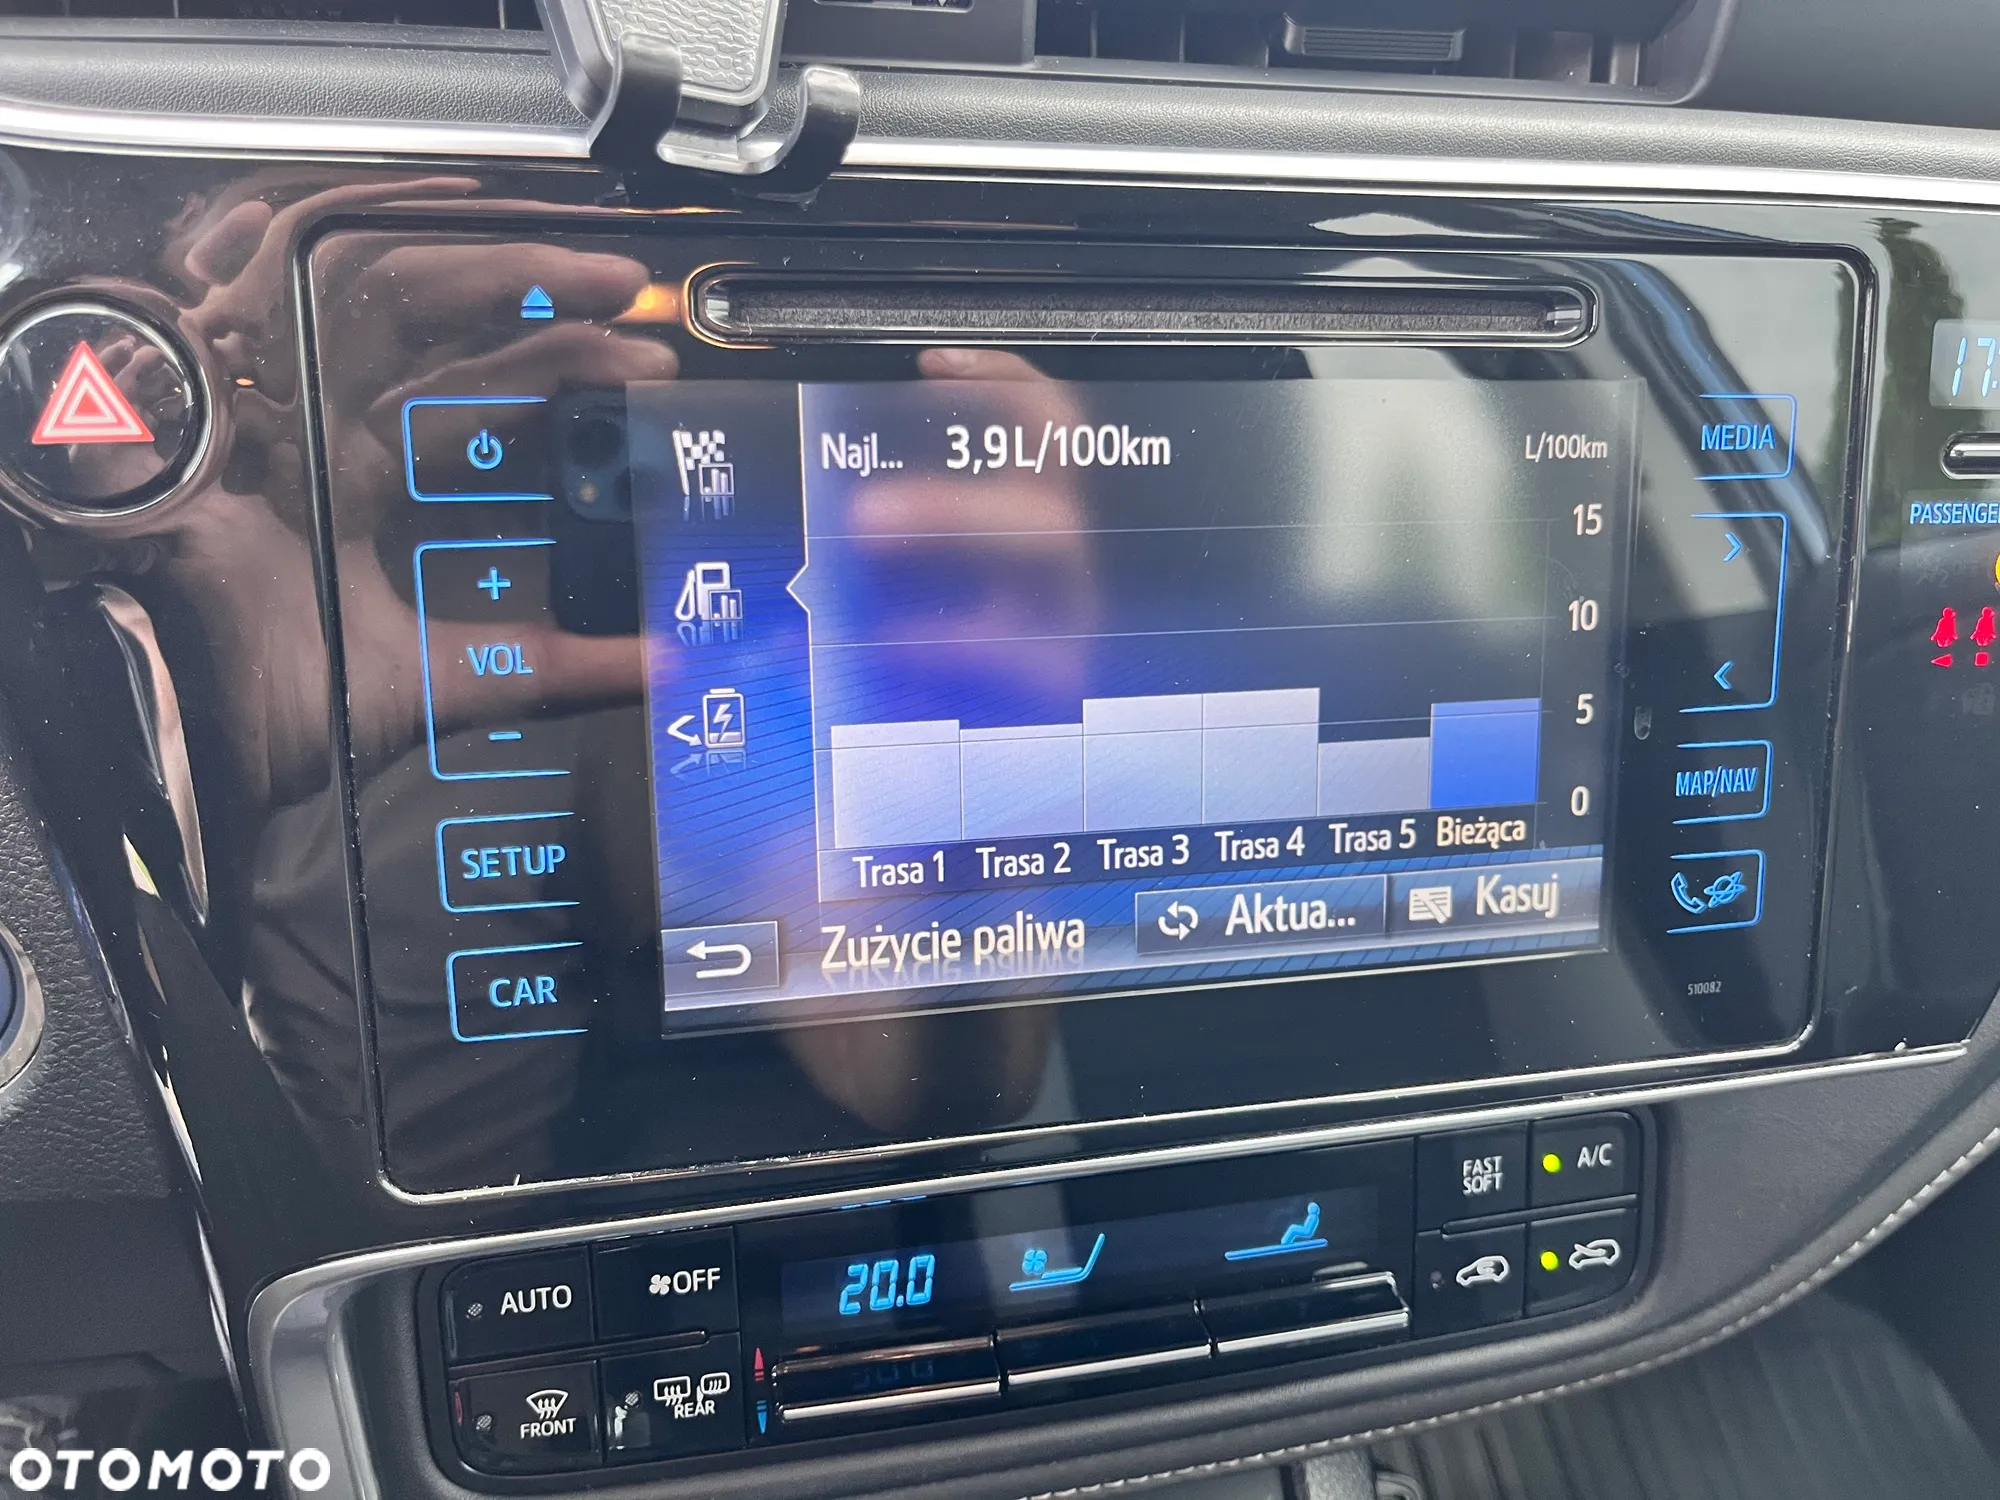 17:
MEDIA
VOL
SETUP
CAR
Najl... 3,9 L/100km
L/100km
15
10
5
0
Trasa 1 Trasa 2 Trasa 3 Trasa 4 Trasa 5 Bieżąca
Zużycie paliwa
Aktua...
Kasuj
MAP/NAV
510082
AUTO
OFF
20.0
FAST
SOFT
A/C
FRONT
REAR
OTOMOTO